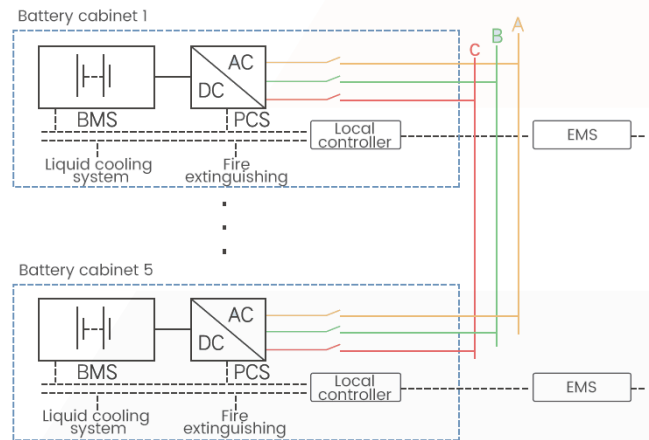 Battery cabinet 1
A
B
C
AC
DC
BMS
PCS
Local
controller
EMS
Liquid cooling
system
Fire
extinguishing
Battery cabinet 5
AC
DC
BMS
PCS
Local
controller
EMS
Liquid cooling
system
Fire
extinguishing